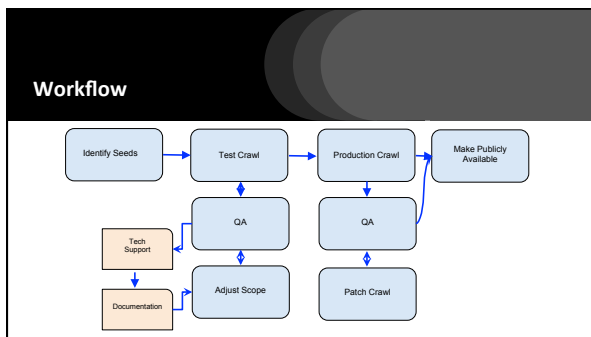 Workflow
Identify Seeds
Test Crawl
Production Crawl
Make Publicly
Available
QA
QA
Tech
Support
Adjust Scope
Patch Crawl
Documentation